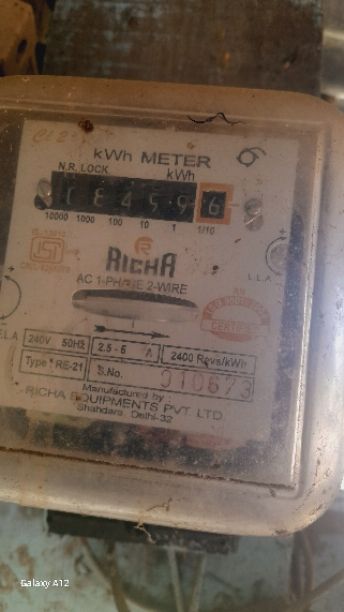 kWh METER
N.R. LOCK kWh
10000 1000 100 10 1 1/10
RICHA
AC 1-PHASE 2-WIRE
CERTIFIED
240V 50HZ 2.5 - 5 A 2400 Revs/kWh
Type : RE-21 S.No. 010673
Manufactured by :
RICHA EQUIPMENTS PVT. LTD
Shahdara Delhi-32
Galaxy A12